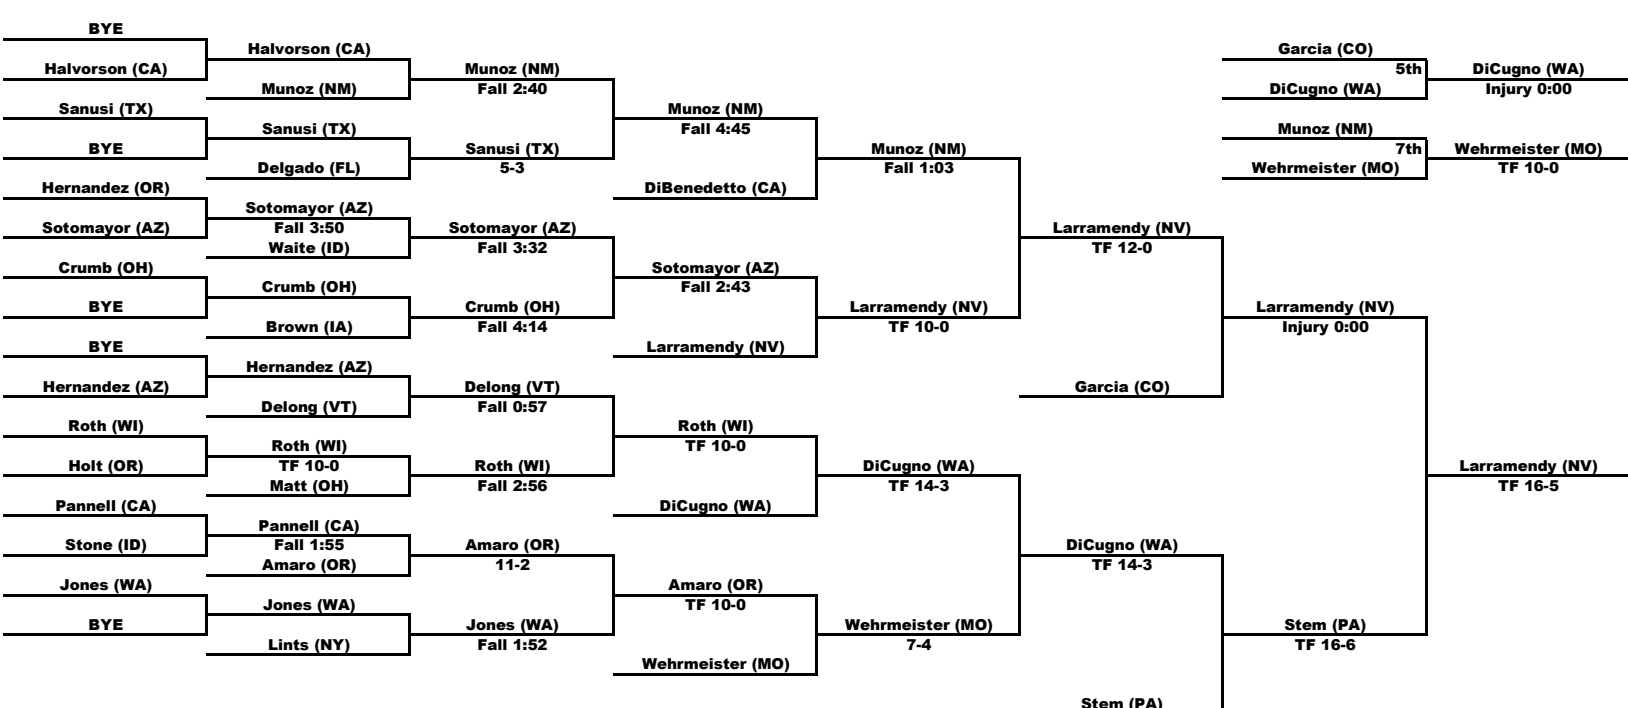 BYE
Halvorson (CA)
Sanusi (TX)
BYE
Hernandez (OR)
Sotomayor (AZ)
Crumb (OH)
BYE
BYE
Hernandez (AZ)
Roth (WI)
Holt (OR)
Pannell (CA)
Stone (ID)
Jones (WA)
BYE
Halvorson (CA)
Munoz (NM)
Sanusi (TX)
Delgado (FL)
Sotomayor (AZ)
Fall 3:50
Waite (ID)
Crumb (OH)
Brown (IA)
Hernandez (AZ)
Delong (VT)
Roth (WI)
TF 10-0
Matt (OH)
Pannell (CA)
Fall 1:55
Amaro (OR)
Jones (WA)
Lints (NY)
Munoz (NM)
Fall 2:40
Sanusi (TX)
5-3
Sotomayor (AZ)
Fall 3:32
Crumb (OH)
Fall 4:14
Delong (VT)
Fall 0:57
Roth (WI)
Fall 2:56
Amaro (OR)
11-2
Jones (WA)
Fall 1:52
Munoz (NM)
Fall 4:45
DiBenedetto (CA)
Sotomayor (AZ)
Fall 2:43
Larramendy (NV)
Roth (WI)
TF 10-0
DiCugno (WA)
Amaro (OR)
TF 10-0
Wehrmeister (MO)
Munoz (NM)
Fall 1:03
Larramendy (NV)
TF 10-0
DiCugno (WA)
TF 14-3
Wehrmeister (MO)
7-4
Larramendy (NV)
TF 12-0
Garcia (CO)
DiCugno (WA)
TF 14-3
Stem (PA)
Garcia (CO)
5th
DiCugno (WA)
Munoz (NM)
7th
Wehrmeister (MO)
Larramendy (NV)
Injury 0:00
Stem (PA)
TF 16-6
DiCugno (WA)
Injury 0:00
Wehrmeister (MO)
TF 10-0
Larramendy (NV)
TF 16-5